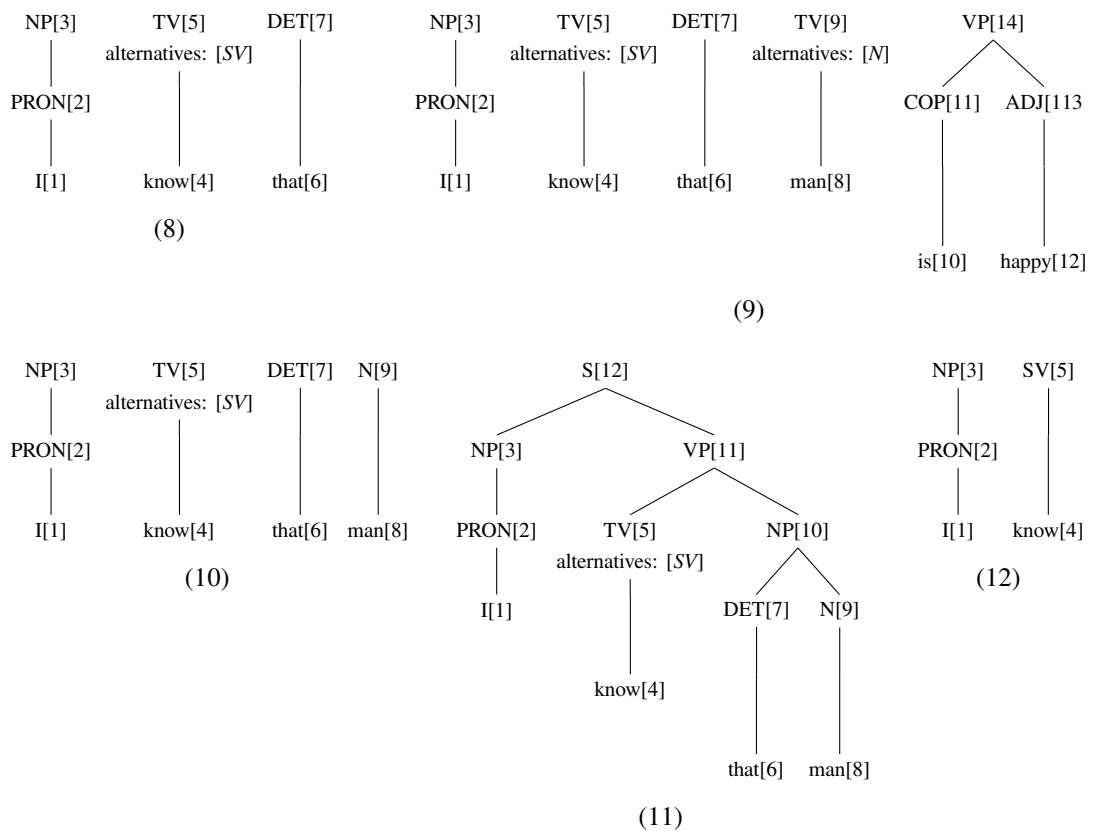 NP[3] TV[5] DET[7] NP[3] TV[5] DET[7] TV[9] VP[14]
alternatives: [SV] alternatives: [SV] alternatives: [N]
PRON[2] PRON[2] COP[11] ADJ[113
I[1] know[4] that[6] I[1] know[4] that[6] man[8]
(8)
is[10] happy[12]
(9)
NP[3] TV[5] DET[7] N[9] S[12] NP[3] SV[5]
alternatives: [SV]
PRON[2] NP[3] VP[11] PRON[2]
I[1] know[4] that[6] man[8] PRON[2] TV[5] NP[10] I[1] know[4]
alternatives: [SV]
(10) (12)
I[1] DET[7] N[9]
know[4]
that[6] man[8]
(11)